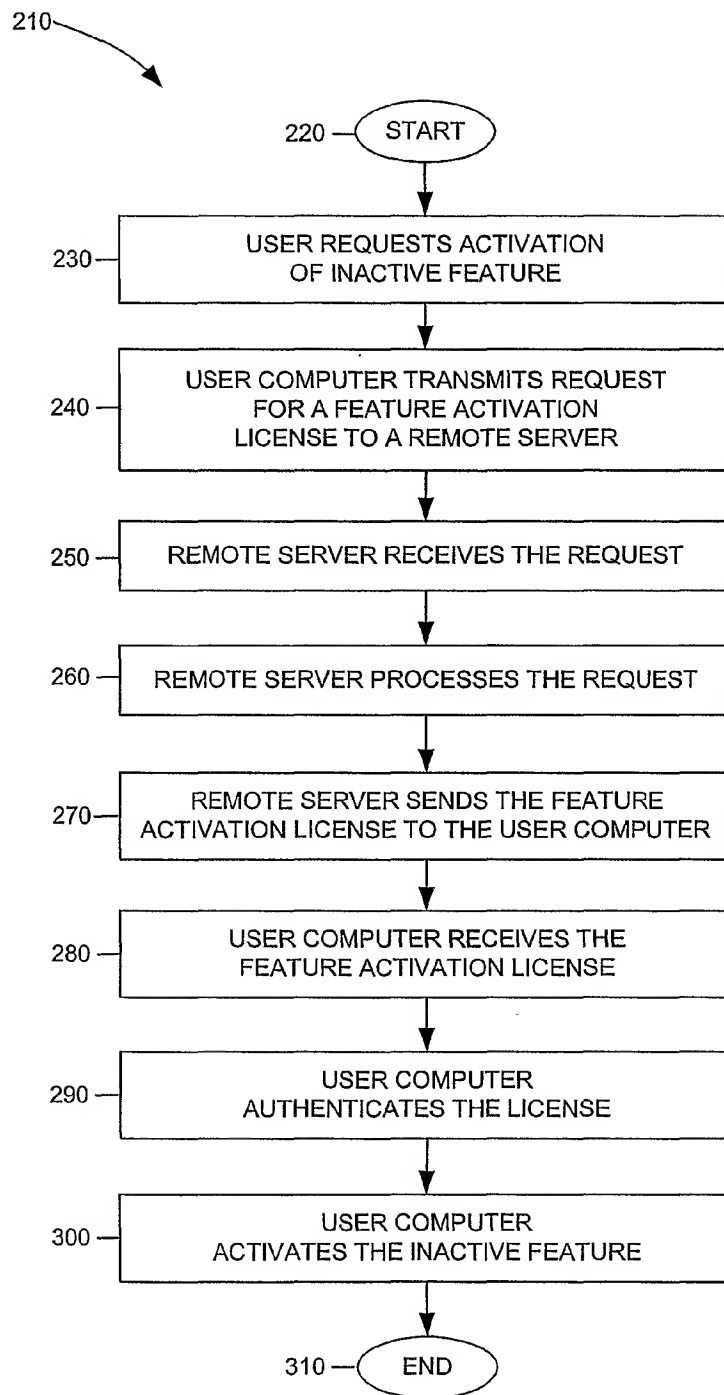 210
220
START
230
USER REQUESTS ACTIVATION
OF INACTIVE FEATURE
240
USER COMPUTER TRANSMITS REQUEST
FOR A FEATURE ACTIVATION
LICENSE TO A REMOTE SERVER
250
REMOTE SERVER RECEIVES THE REQUEST
260
REMOTE SERVER PROCESSES THE REQUEST
270
REMOTE SERVER SENDS THE FEATURE
ACTIVATION LICENSE TO THE USER COMPUTER
280
USER COMPUTER RECEIVES THE
FEATURE ACTIVATION LICENSE
290
USER COMPUTER
AUTHENTICATES THE LICENSE
300
USER COMPUTER
ACTIVATES THE INACTIVE FEATURE
310
END